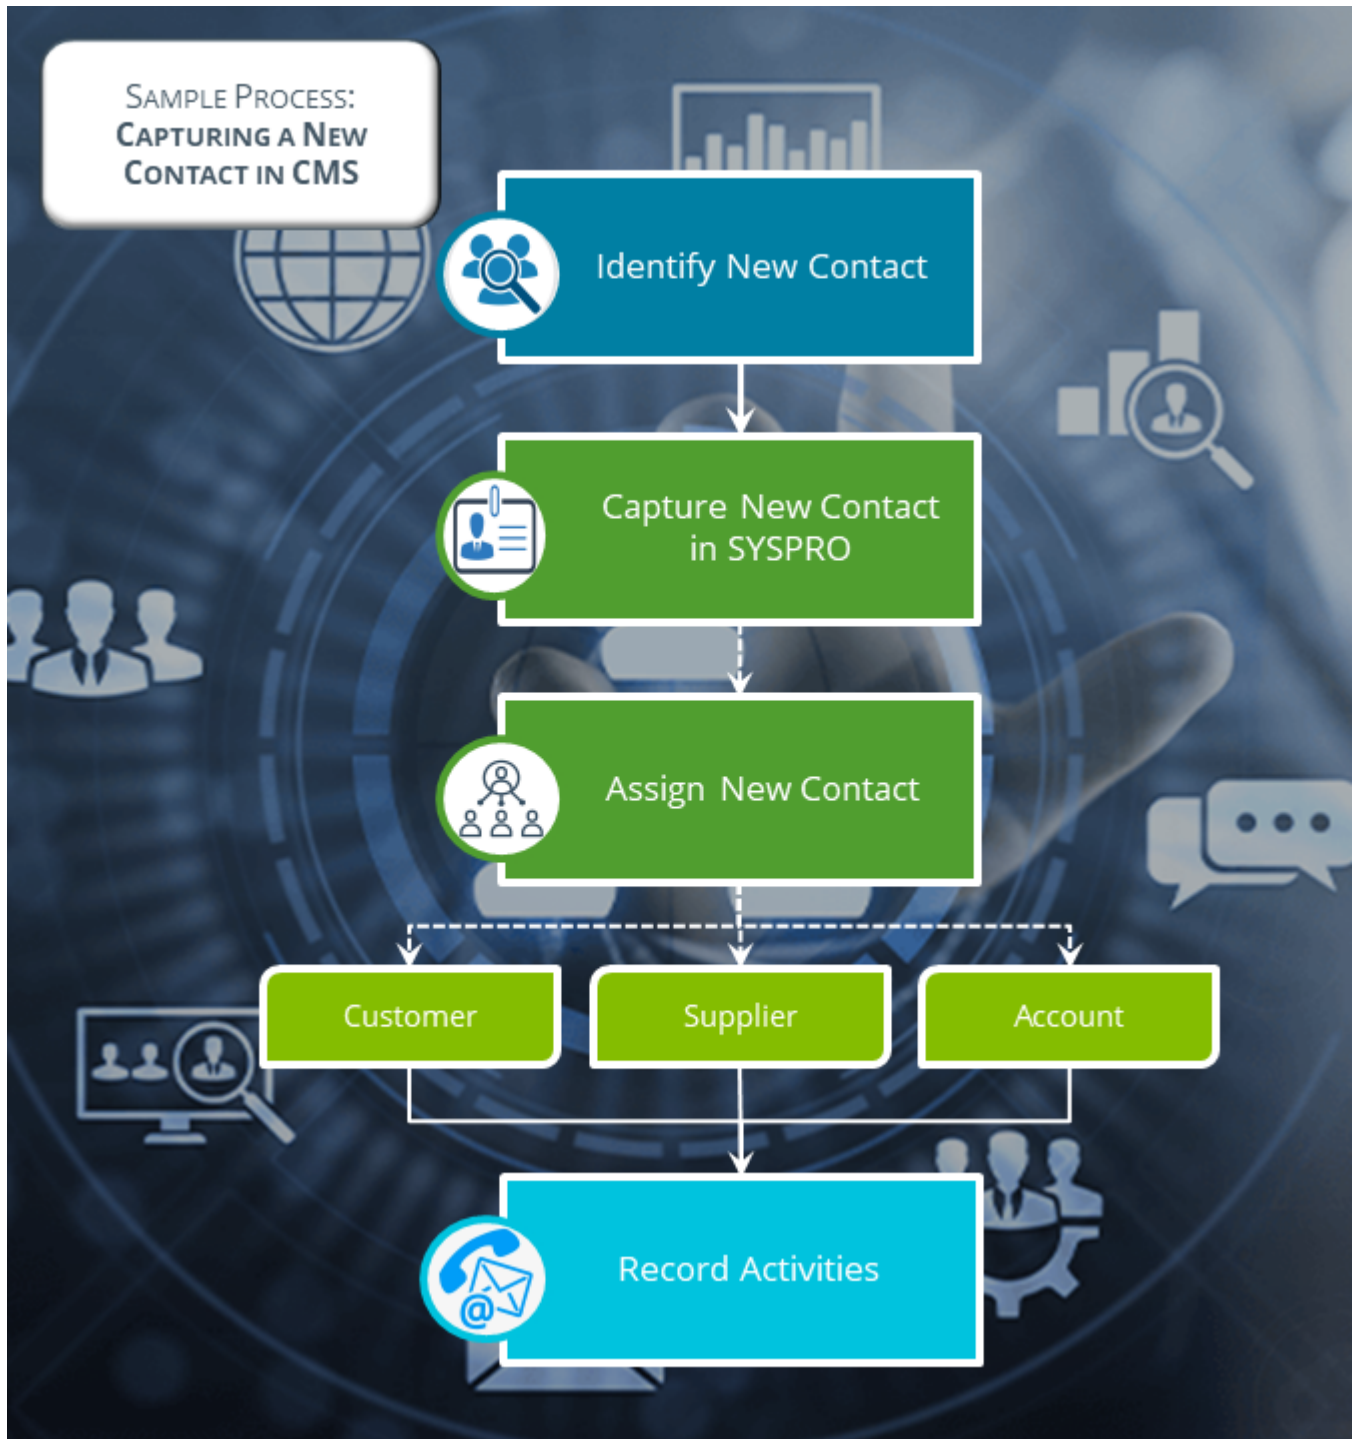 SAMPLE PROCESS:
CAPTURING A NEW
CONTACT IN CMS
Identify New Contact
Capture New Contact
in SYSPRO
Assign New Contact
Customer
Supplier
Account
Record Activities
@